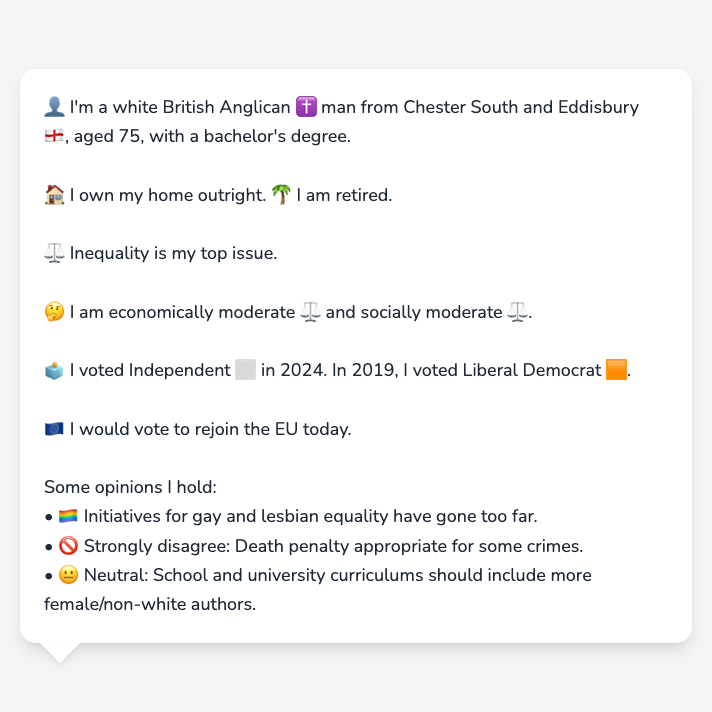 👤 I'm a white British Anglican ✝️ man from Chester South and Eddisbury
🏴󠁧󠁢󠁥󠁮󠁧󠁿, aged 75, with a bachelor's degree.
🏠 I own my home outright. 🌴 I am retired.
⚖️ Inequality is my top issue.
🤔 I am economically moderate ⚖️ and socially moderate ⚖️.
🗳️ I voted Independent ⬜ in 2024. In 2019, I voted Liberal Democrat 🟧.
🇪🇺 I would vote to rejoin the EU today.
Some opinions I hold:
• 🏳️‍🌈 Initiatives for gay and lesbian equality have gone too far.
• 🚫 Strongly disagree: Death penalty appropriate for some crimes.
• 😐 Neutral: School and university curriculums should include more
female/non-white authors.